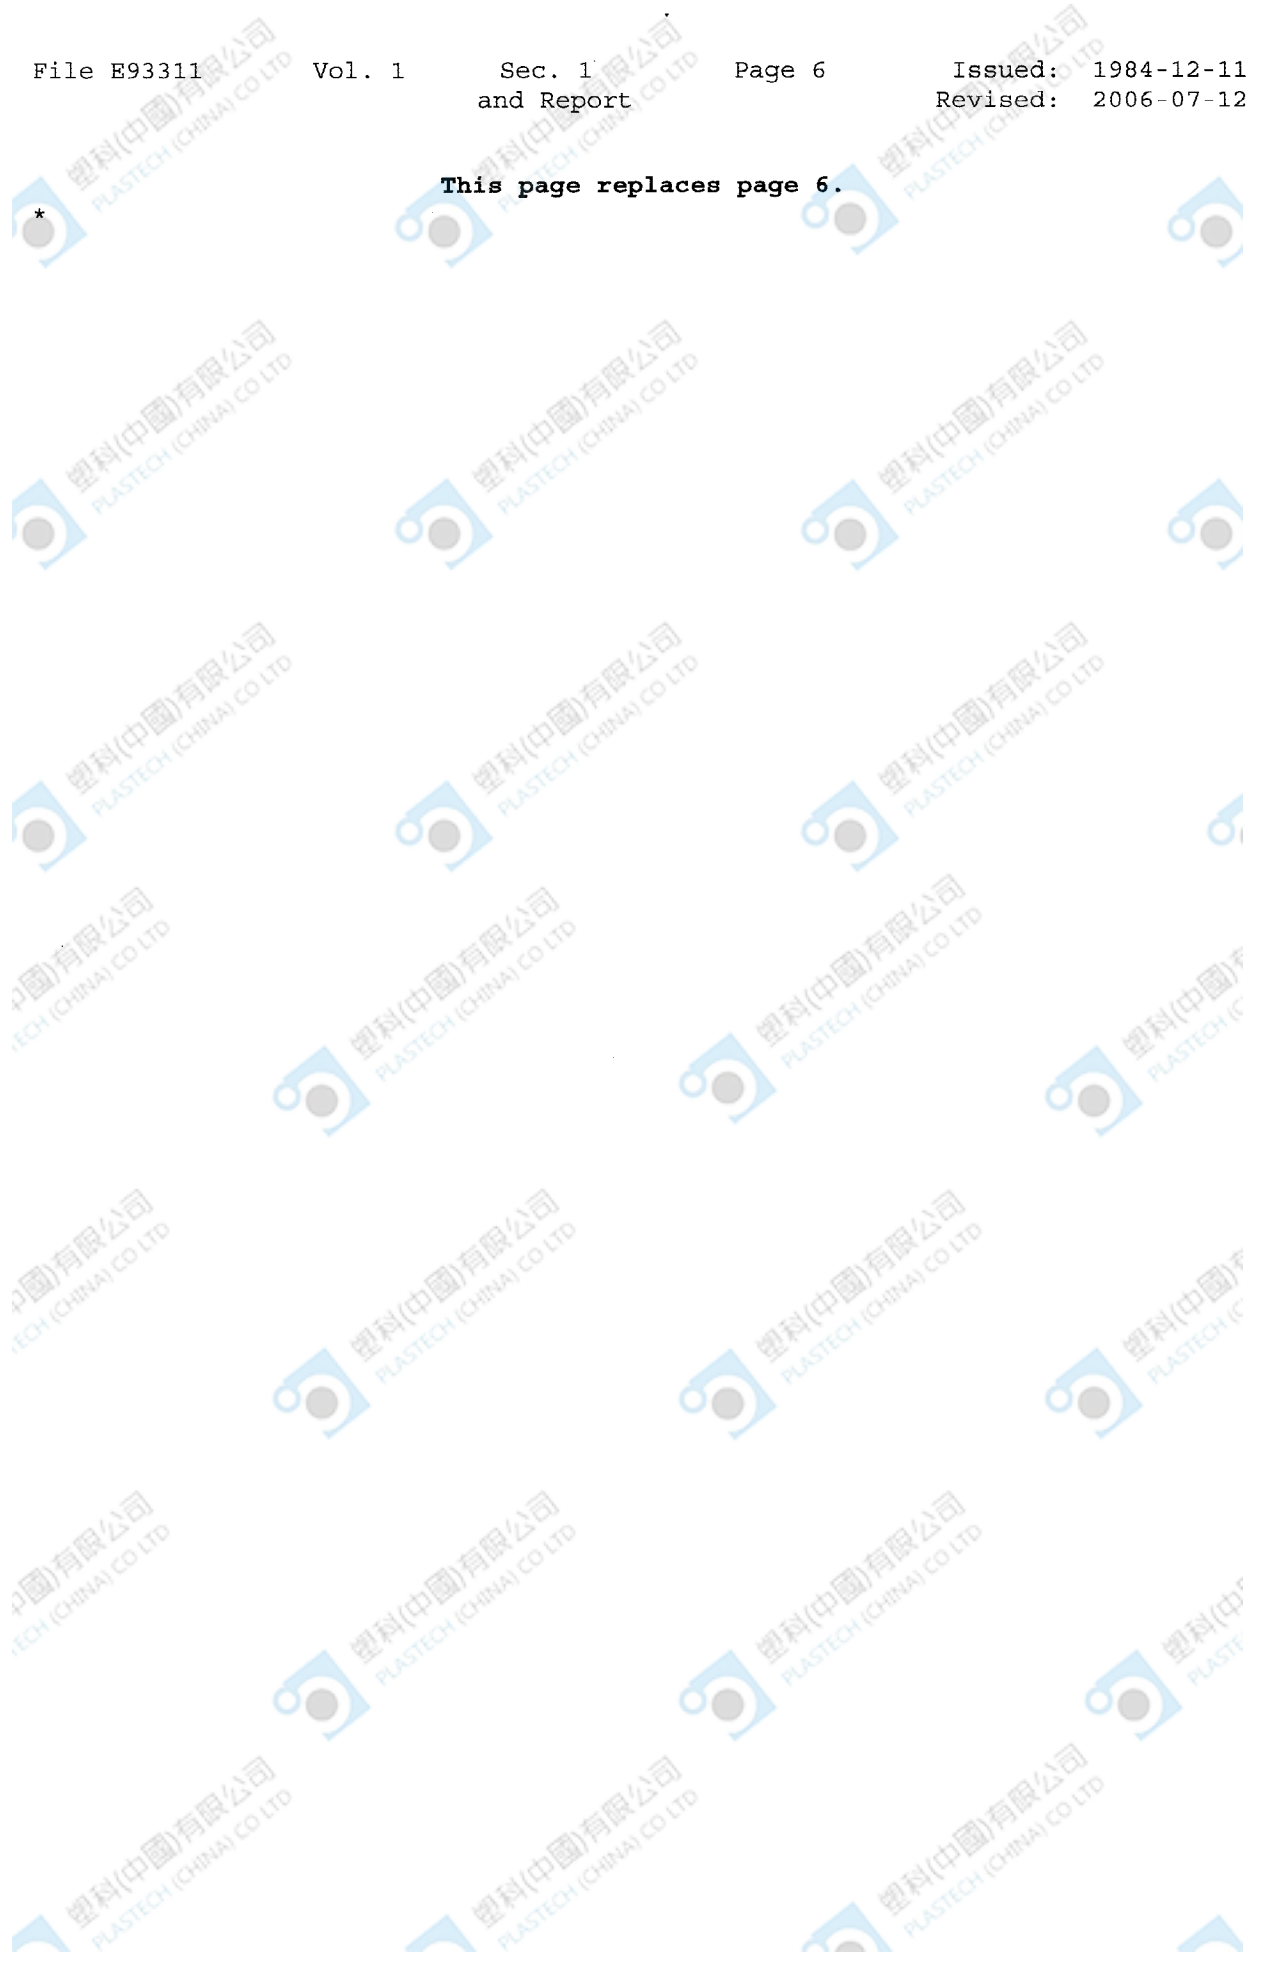 File E93311 Vol. 1 Sec. 1 Page 6 Issued: 1984-12-11
and Report Revised: 2006-07-12
This page replaces page 6.
*
塑科(中國)有限公司
PLASTECH (CHINA) CO LTD